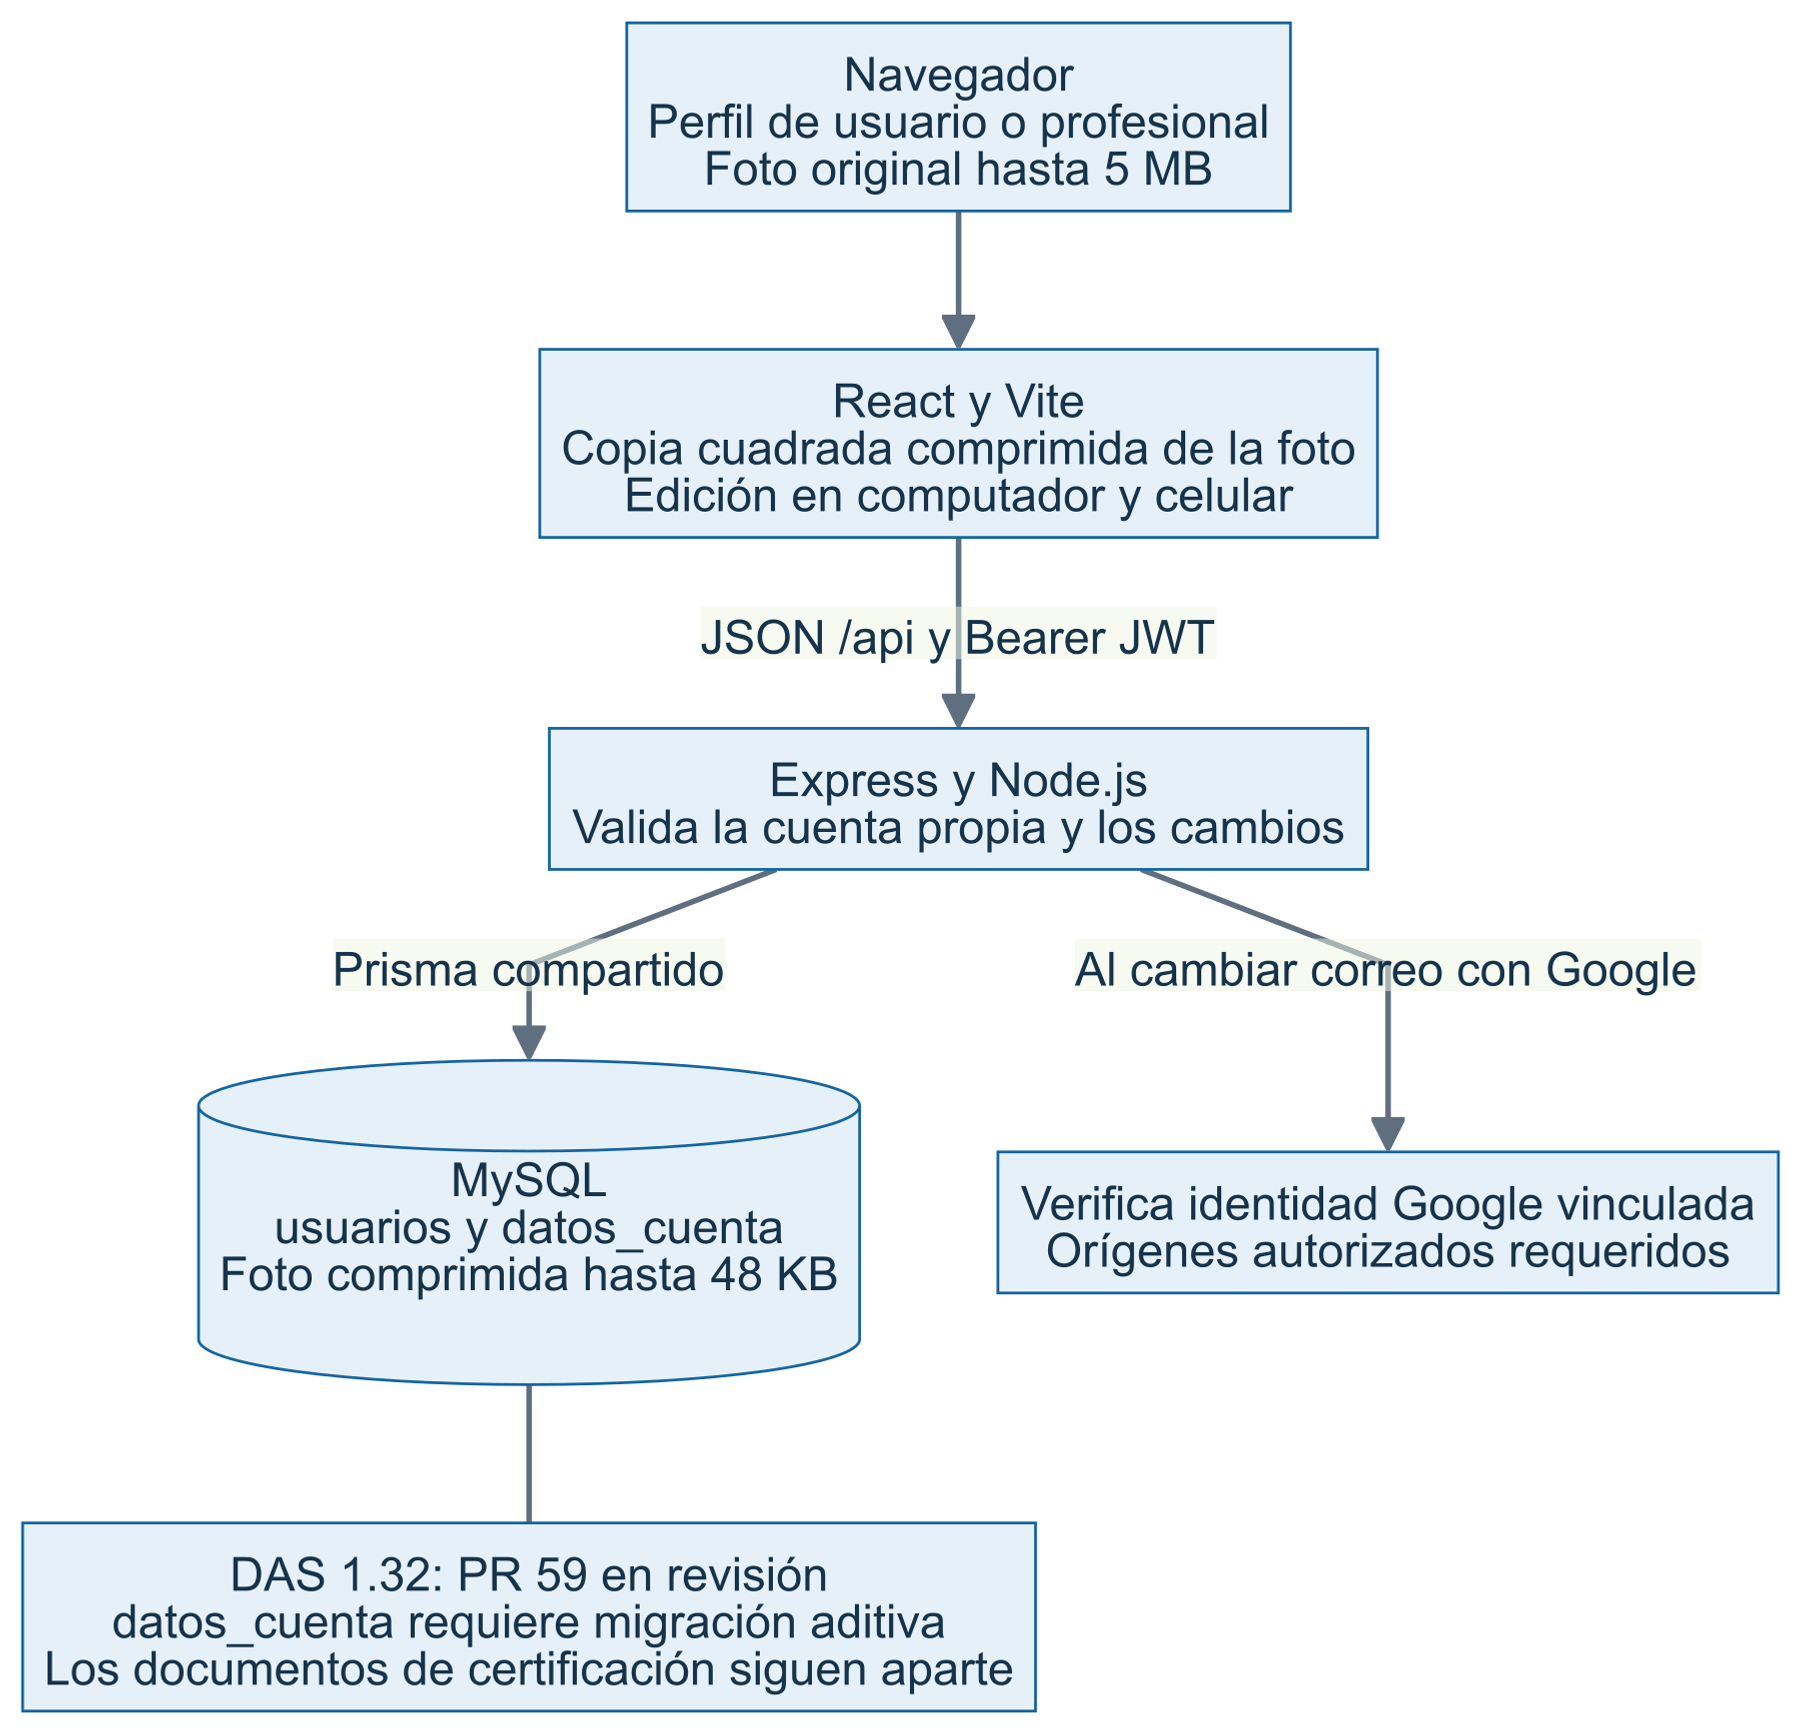 Navegador
Perfil de usuario o profesional
Foto original hasta 5 MB
React y Vite
Copia cuadrada comprimida de la foto
Edición en computador y celular
JSON /api y Bearer JWT
Express y Node.js
Valida la cuenta propia y los cambios
Prisma compartido
Al cambiar correo con Google
MySQL
usuarios y datos_cuenta
Foto comprimida hasta 48 KB
Verifica identidad Google vinculada
Orígenes autorizados requeridos
DAS 1.32: PR 59 en revisión
datos_cuenta requiere migración aditiva
Los documentos de certificación siguen aparte